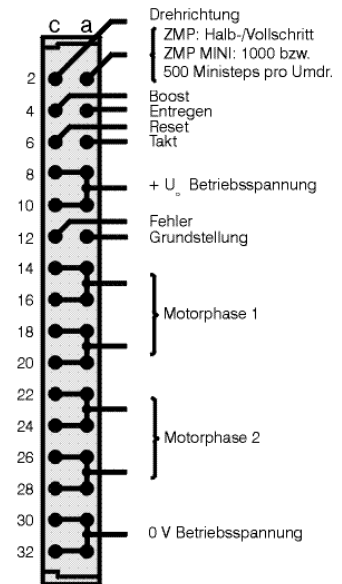 c a
Drehrichtung
ZMP: Halb-/Vollschritt
ZMP MINI: 1000 bzw.
2 500 Ministeps pro Umdr.
Boost
4 Entregen
Reset
6 Takt
8
+ U₀ Betriebsspannung
10
Fehler
12 Grundstellung
14
16
Motorphase 1
18
20
22
24
Motorphase 2
26
28
30
0 V Betriebsspannung
32